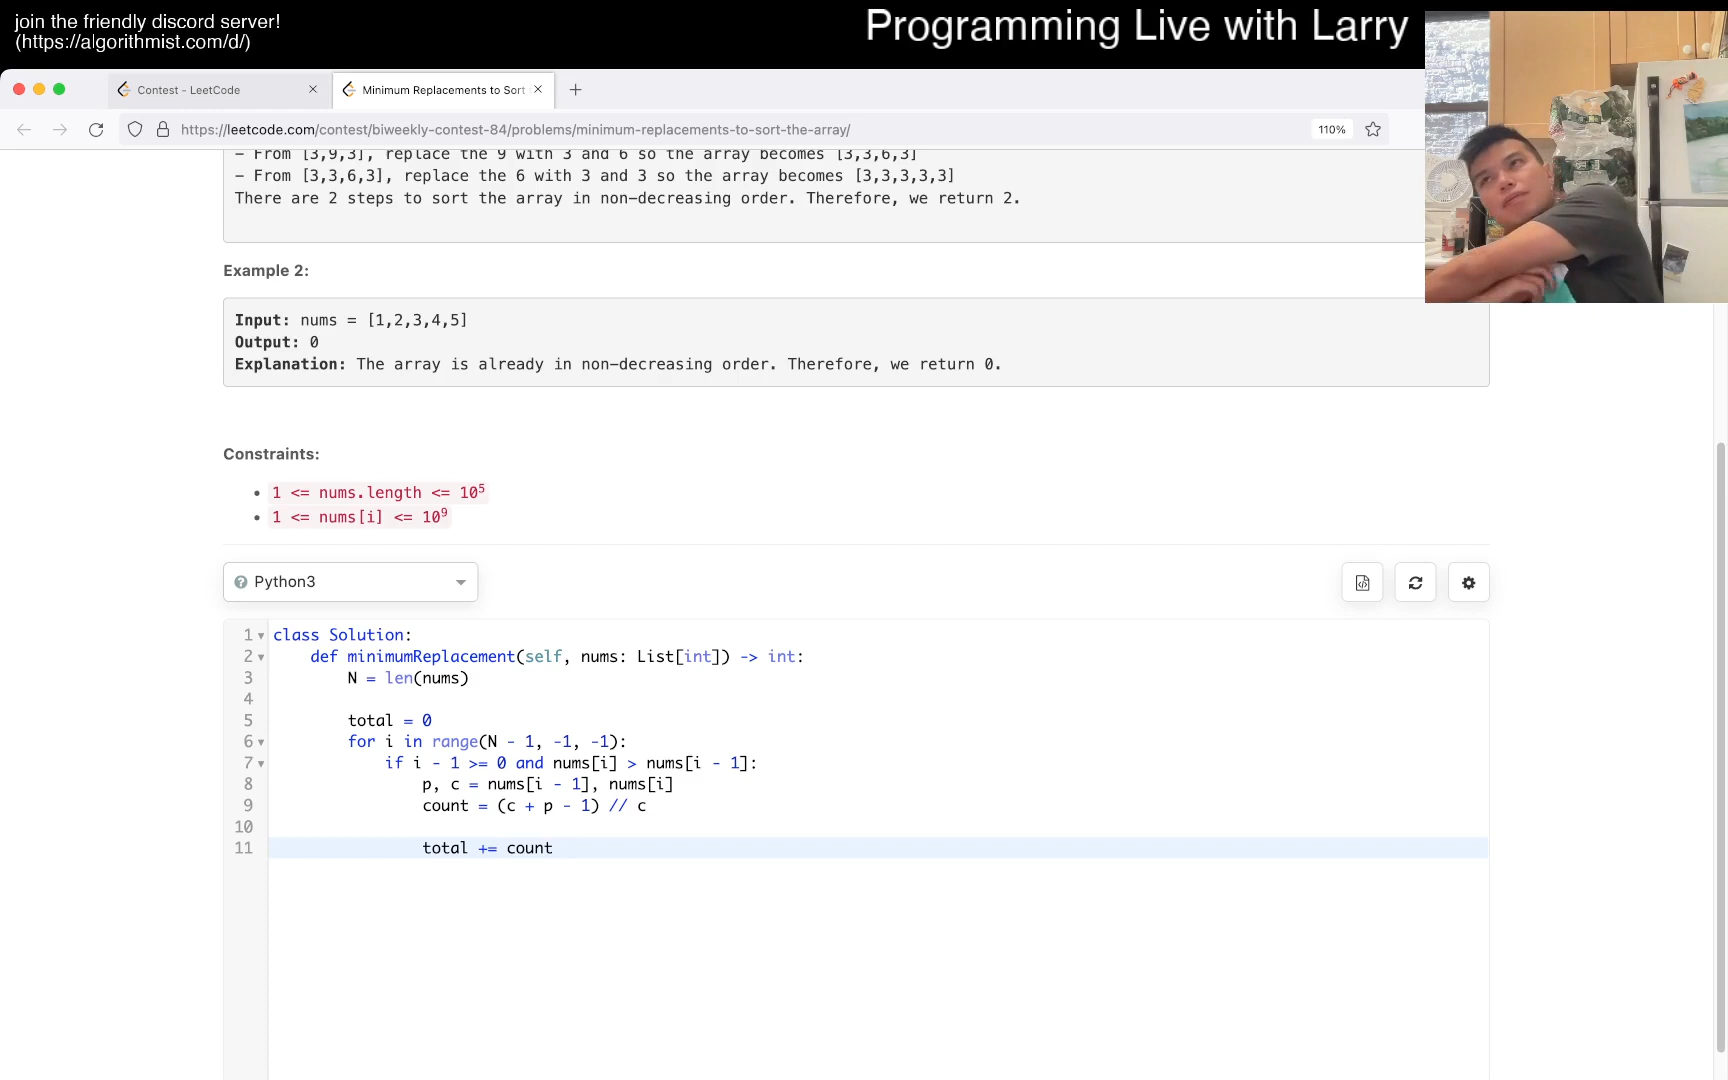 join the friendly discord server!
(https://algorithmist.com/d/)
Programming Live with Larry
Contest - LeetCode
Minimum Replacements to Sort
https://leetcode.com/contest/biweekly-contest-84/problems/minimum-replacements-to-sort-the-array/
110%
- From [3,9,3], replace the 9 with 3 and 6 so the array becomes [3,3,6,3]
- From [3,3,6,3], replace the 6 with 3 and 3 so the array becomes [3,3,3,3,3]
There are 2 steps to sort the array in non-decreasing order. Therefore, we return 2.
Example 2:
Input: nums = [1,2,3,4,5]
Output: 0
Explanation: The array is already in non-decreasing order. Therefore, we return 0.
Constraints:
1 <= nums.length <= 10⁵
1 <= nums[i] <= 10⁹
Python3
1 class Solution:
2 def minimumReplacement(self, nums: List[int]) -> int:
3 N = len(nums)
4
5 total = 0
6 for i in range(N - 1, -1, -1):
7 if i - 1 >= 0 and nums[i] > nums[i - 1]:
8 p, c = nums[i - 1], nums[i]
9 count = (c + p - 1) // c
10
11 total += count